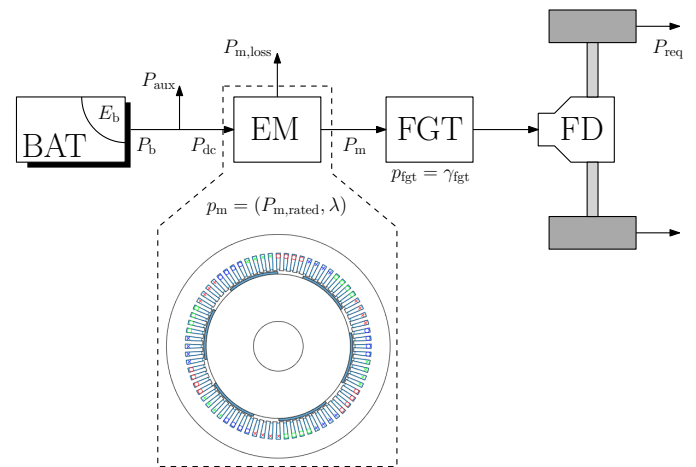 P_req
P_m,loss
P_aux
E_b
BAT
P_b
P_dc
EM
P_m
FGT
FD
p_fgt = γ_fgt
p_m = (P_m,rated, λ)